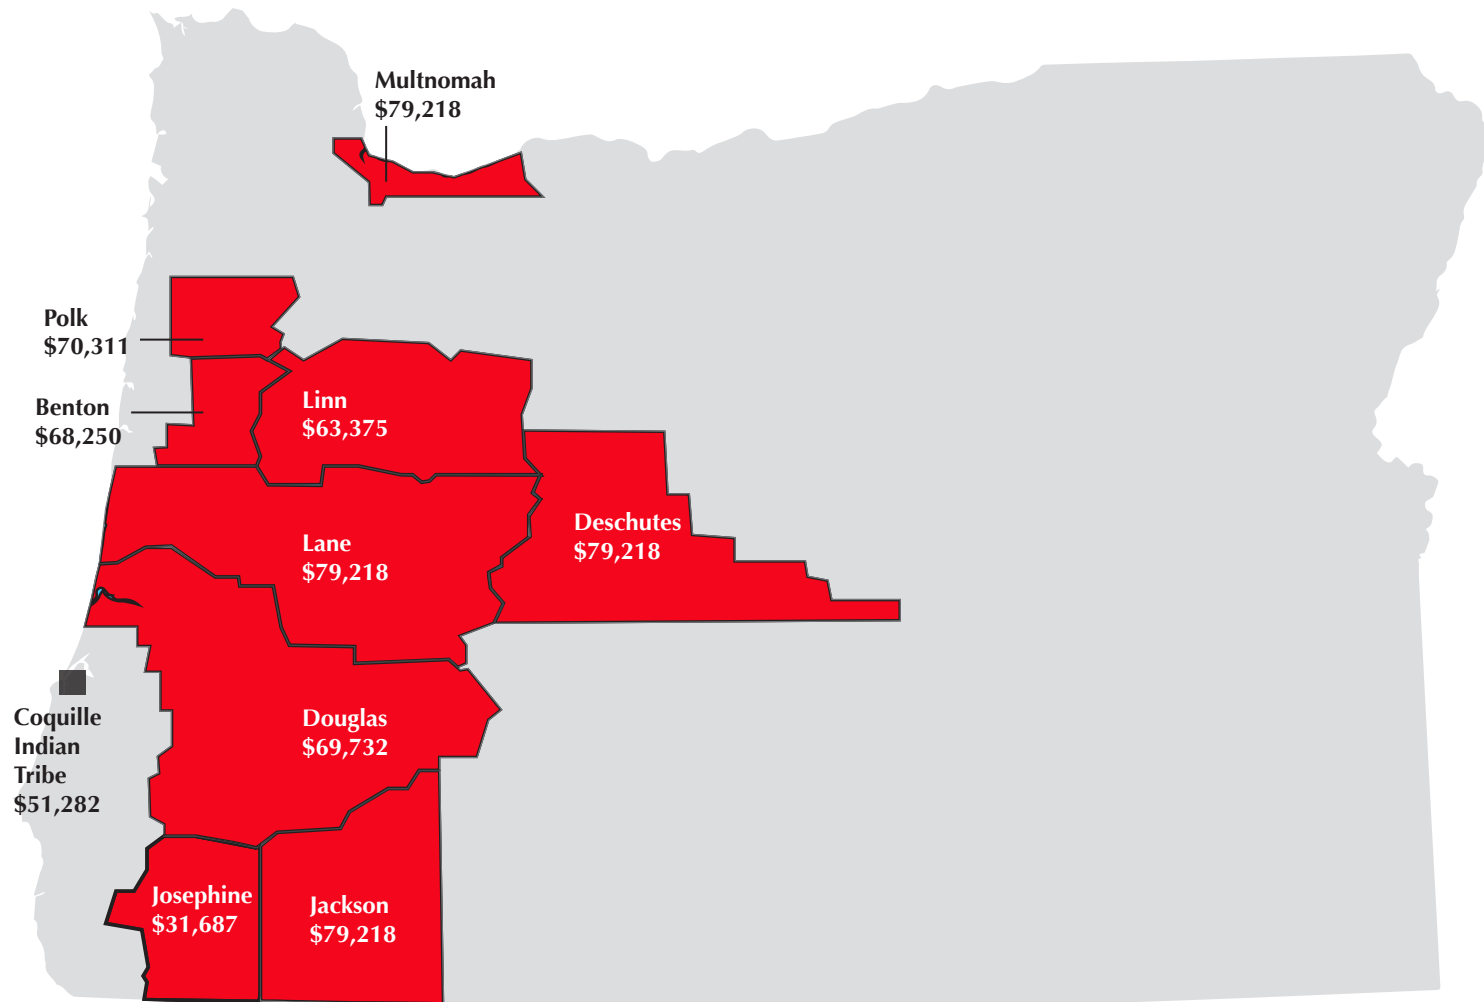 Multnomah
$79,218
Polk
$70,311
Benton
$68,250
Linn
$63,375
Deschutes
$79,218
Lane
$79,218
Douglas
$69,732
Coquille
Indian
Tribe
$51,282
Josephine
$31,687
Jackson
$79,218